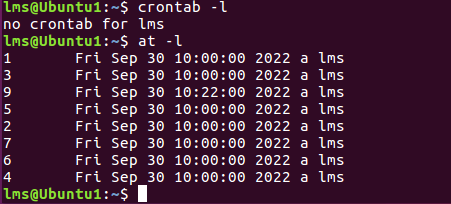 lms@Ubuntu1:~$ crontab -l
no crontab for lms
lms@Ubuntu1:~$ at -l
1	Fri Sep 30 10:00:00 2022 a lms
3	Fri Sep 30 10:00:00 2022 a lms
9	Fri Sep 30 10:22:00 2022 a lms
5	Fri Sep 30 10:00:00 2022 a lms
2	Fri Sep 30 10:00:00 2022 a lms
7	Fri Sep 30 10:00:00 2022 a lms
6	Fri Sep 30 10:00:00 2022 a lms
4	Fri Sep 30 10:00:00 2022 a lms
lms@Ubuntu1:~$